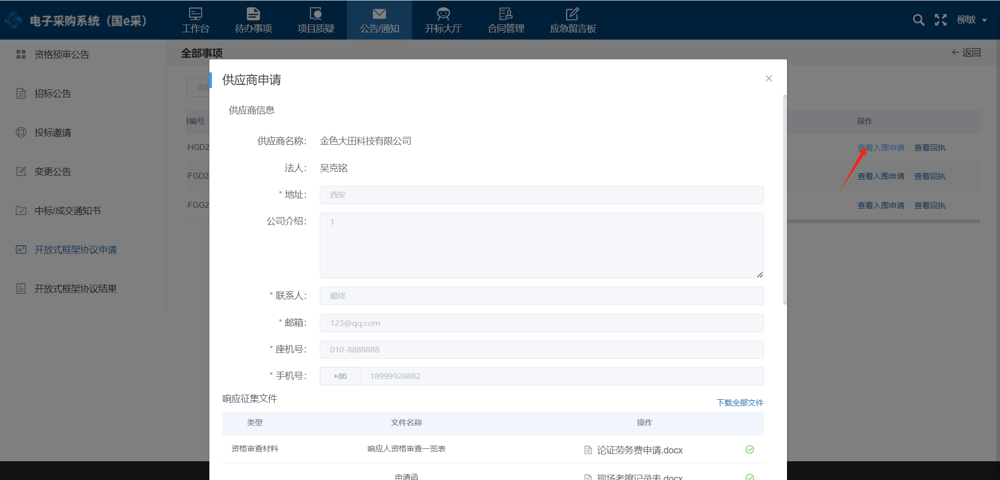 电子采购系统（国e采）
工作台
待办事项
项目质疑
公告/通知
开标大厅
合同管理
应急留言板
柳敏
资格预审公告
招标公告
投标邀请
变更公告
中标/成交通知书
开放式框架协议申请
开放式框架协议结果
全部事项
返回
项目
编号
操作
-HGD2
查看入围申请 查看回执
-FGD2
查看入围申请 查看回执
-FGG2
查看入围申请 查看回执
供应商申请
供应商信息
供应商名称： 金色大田科技有限公司
法人： 吴克铭
* 地址： 西安
公司介绍： 1
* 联系人： 最终
* 邮箱： 123@qq.com
* 座机号： 010-8888888
* 手机号： +86 18999928882
响应征集文件
下载全部文件
类型 文件名称 操作
资格审查材料 响应人资格审查一览表 论证劳务费申请.docx
申请函 现场考察记录表.docx